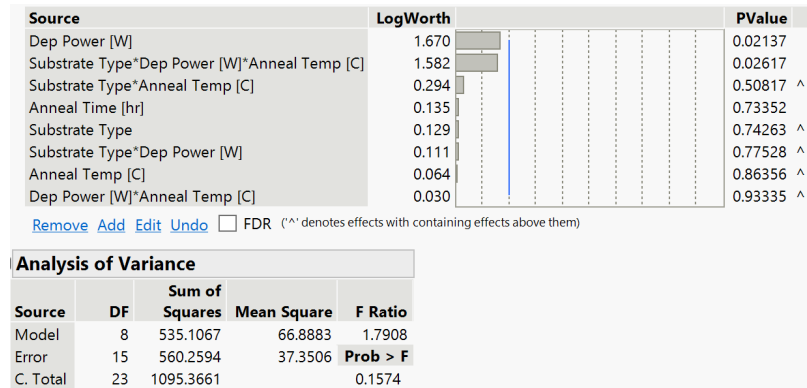 Source LogWorth PValue
Dep Power [W] 1.670 0.02137
Substrate Type*Dep Power [W]*Anneal Temp [C] 1.582 0.02617
Substrate Type*Anneal Temp [C] 0.294 0.50817 ^
Anneal Time [hr] 0.135 0.73352
Substrate Type 0.129 0.74263 ^
Substrate Type*Dep Power [W] 0.111 0.77528 ^
Anneal Temp [C] 0.064 0.86356 ^
Dep Power [W]*Anneal Temp [C] 0.030 0.93335 ^
Remove Add Edit Undo FDR ('^' denotes effects with containing effects above them)
Analysis of Variance
Sum of
Source DF Squares Mean Square F Ratio
Model 8 535.1067 66.8883 1.7908
Error 15 560.2594 37.3506 Prob > F
C. Total 23 1095.3661 0.1574